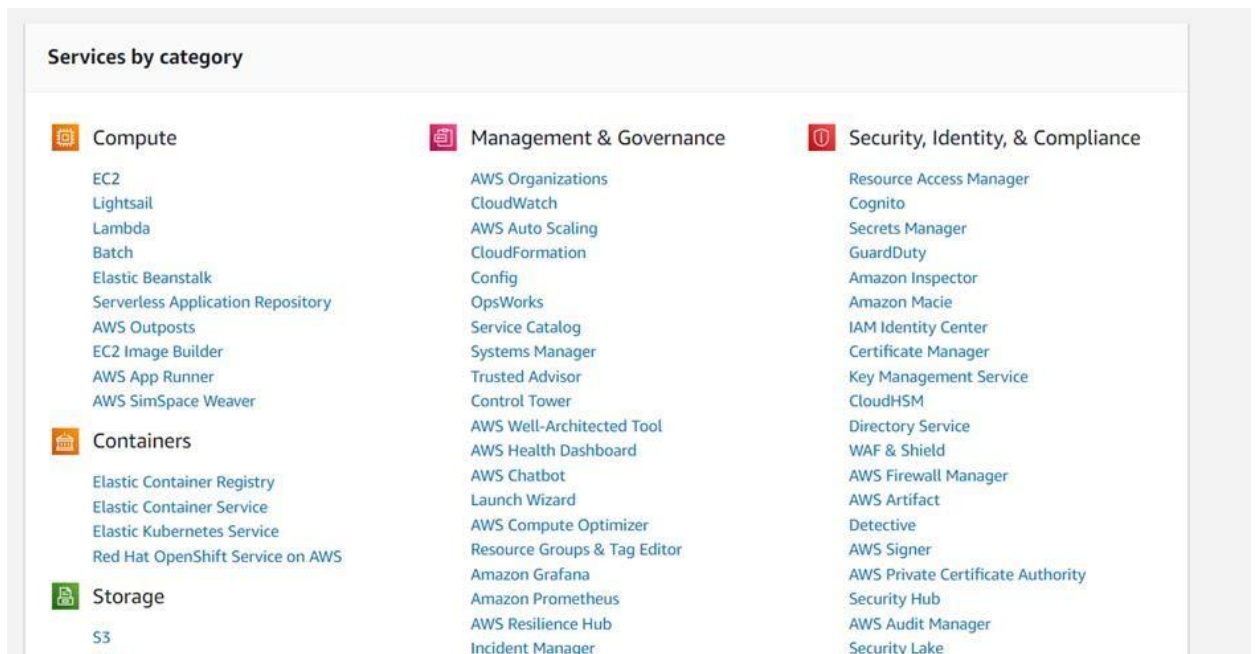 Services by category
Compute
EC2
Lightsail
Lambda
Batch
Elastic Beanstalk
Serverless Application Repository
AWS Outposts
EC2 Image Builder
AWS App Runner
AWS SimSpace Weaver
Containers
Elastic Container Registry
Elastic Container Service
Elastic Kubernetes Service
Red Hat OpenShift Service on AWS
Storage
S3
Management & Governance
AWS Organizations
CloudWatch
AWS Auto Scaling
CloudFormation
Config
OpsWorks
Service Catalog
Systems Manager
Trusted Advisor
Control Tower
AWS Well-Architected Tool
AWS Health Dashboard
AWS Chatbot
Launch Wizard
AWS Compute Optimizer
Resource Groups & Tag Editor
Amazon Grafana
Amazon Prometheus
AWS Resilience Hub
Incident Manager
Security, Identity, & Compliance
Resource Access Manager
Cognito
Secrets Manager
GuardDuty
Amazon Inspector
Amazon Macie
IAM Identity Center
Certificate Manager
Key Management Service
CloudHSM
Directory Service
WAF & Shield
AWS Firewall Manager
AWS Artifact
Detective
AWS Signer
AWS Private Certificate Authority
Security Hub
AWS Audit Manager
Security Lake